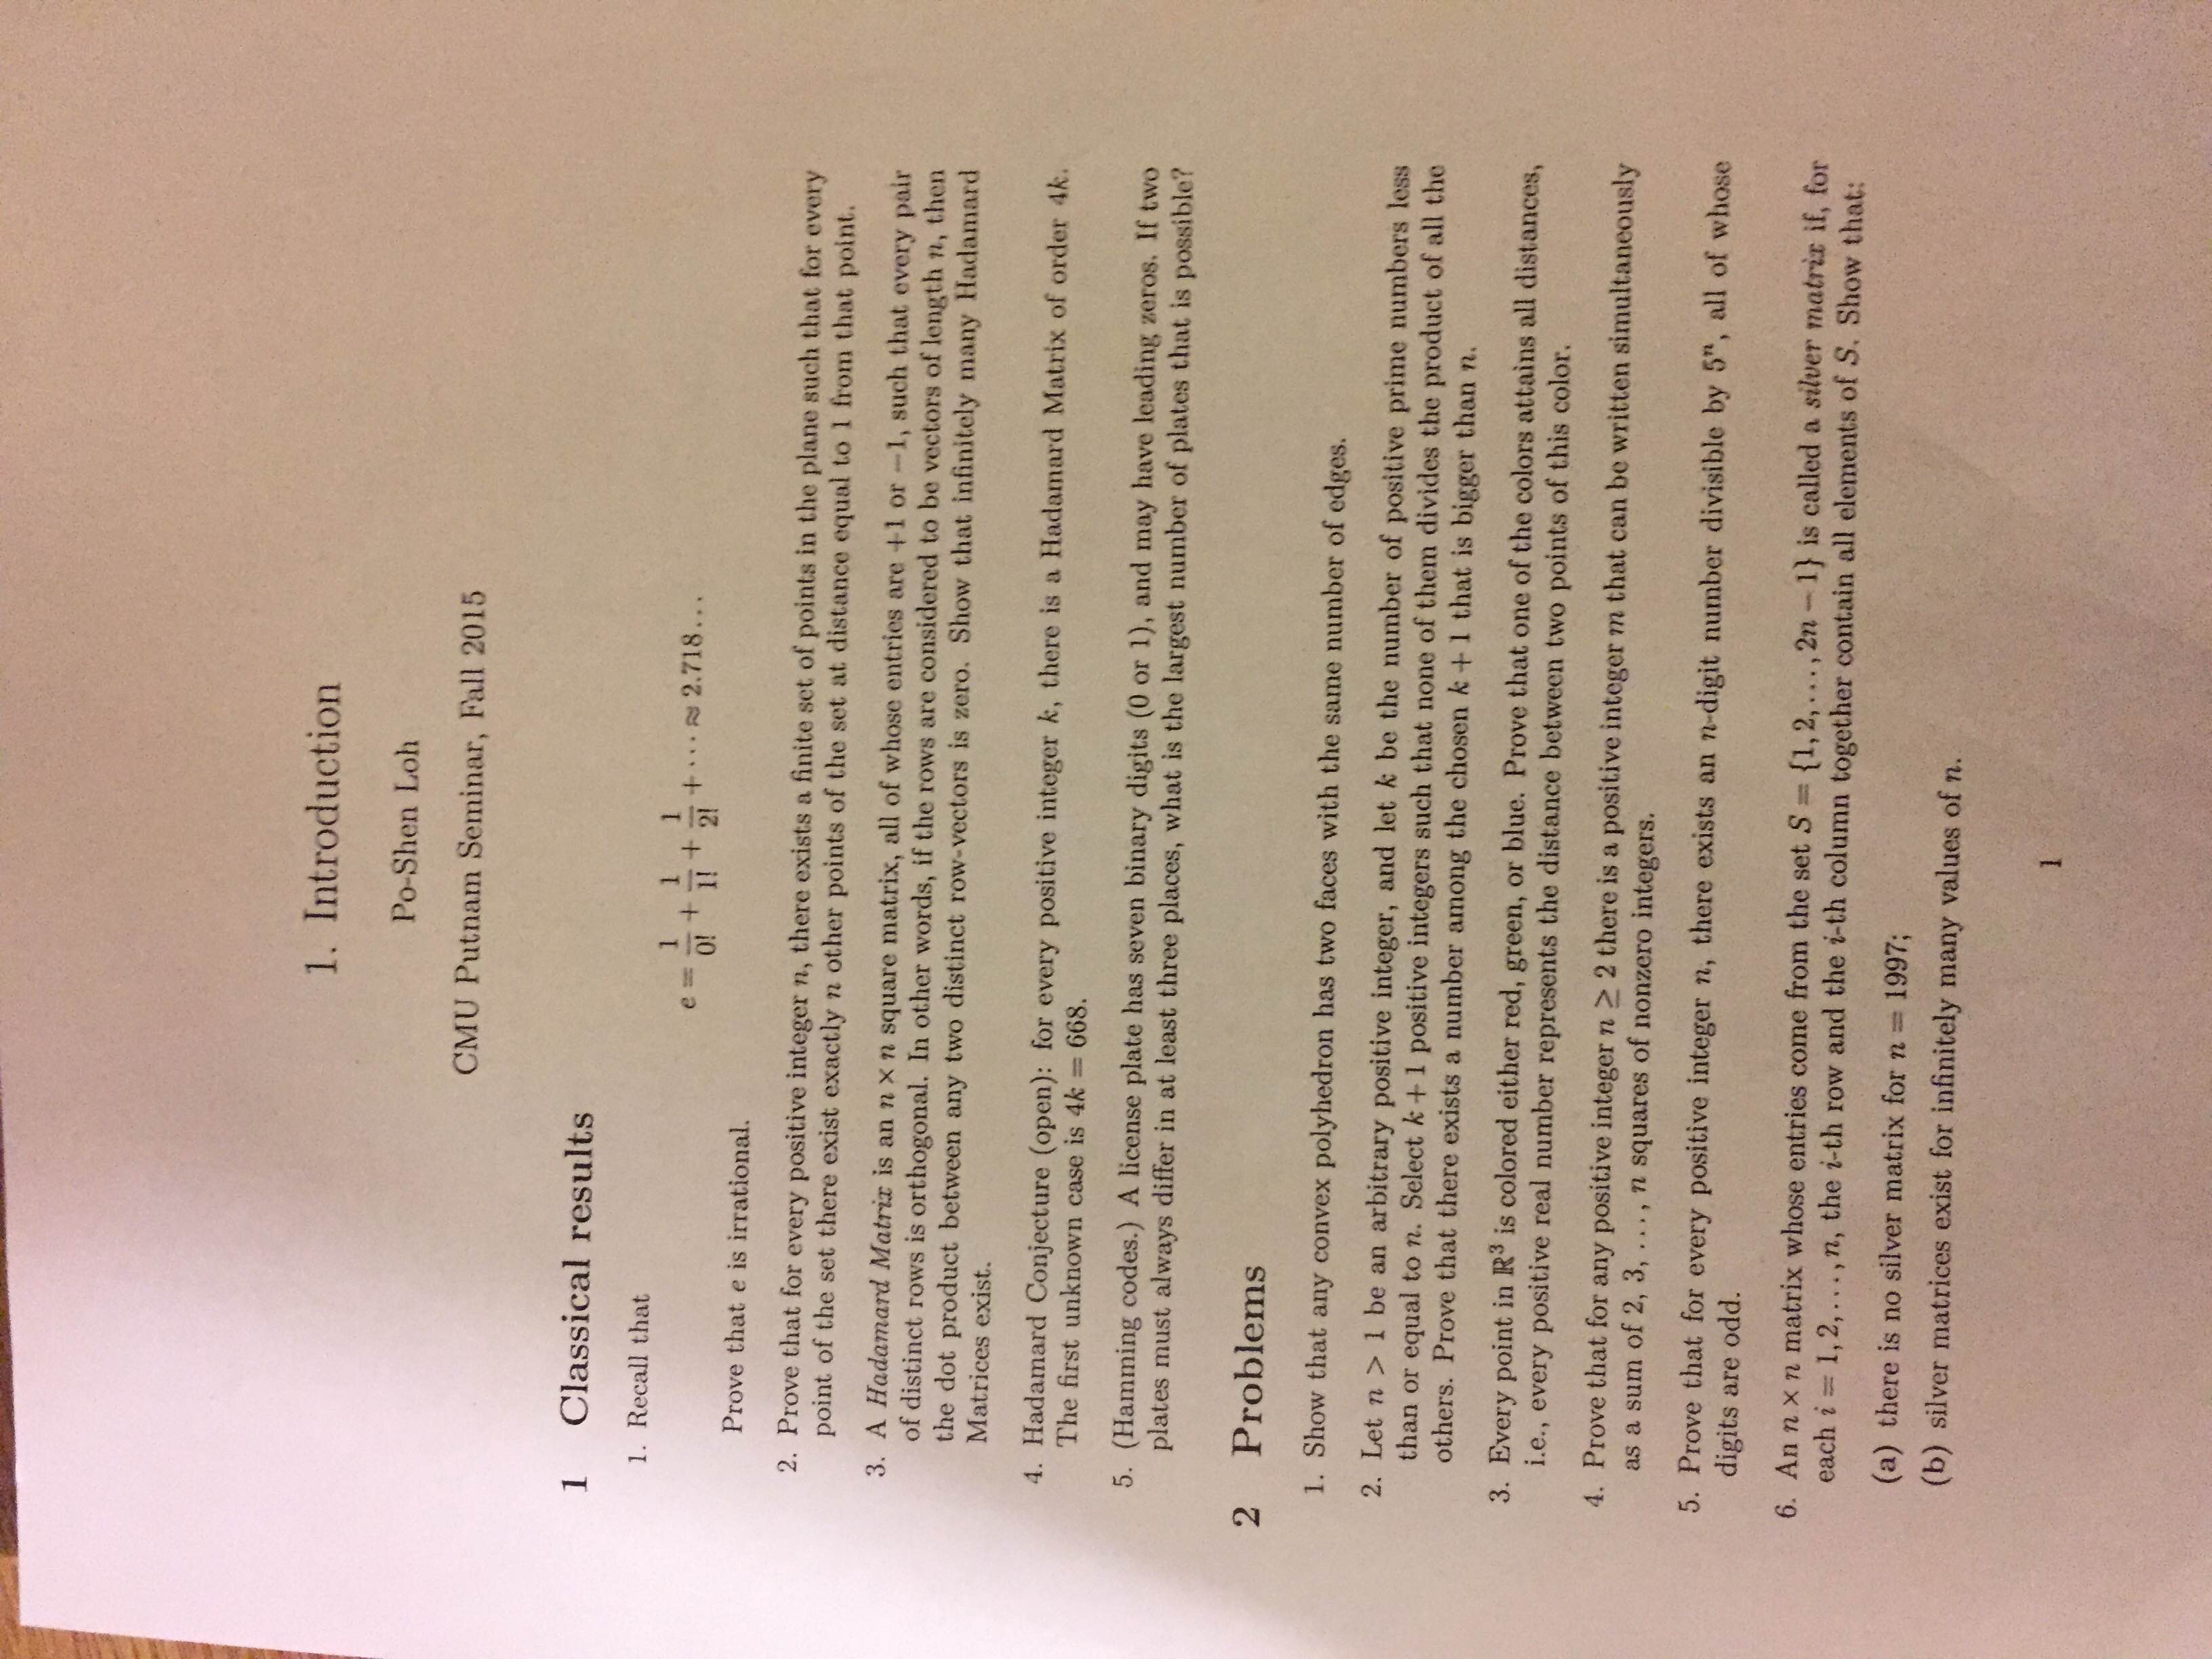 1. Introduction
Po-Shen Loh
CMU Putnam Seminar, Fall 2015
1 Classical results
1. Recall that
e = 1/0! + 1/1! + 1/2! + ··· ≈ 2.718...
Prove that e is irrational.
2. Prove that for every positive integer n, there exists a finite set of points in the plane such that for every
point of the set there exist exactly n other points of the set at distance equal to 1 from that point.
3. A Hadamard Matrix is an n × n square matrix, all of whose entries are +1 or −1, such that every pair
of distinct rows is orthogonal. In other words, if the rows are considered to be vectors of length n, then
the dot product between any two distinct row-vectors is zero. Show that infinitely many Hadamard
Matrices exist.
4. Hadamard Conjecture (open): for every positive integer k, there is a Hadamard Matrix of order 4k.
The first unknown case is 4k = 668.
5. (Hamming codes.) A license plate has seven binary digits (0 or 1), and may have leading zeros. If two
plates must always differ in at least three places, what is the largest number of plates that is possible?
2 Problems
1. Show that any convex polyhedron has two faces with the same number of edges.
2. Let n > 1 be an arbitrary positive integer, and let k be the number of positive prime numbers less
than or equal to n. Select k + 1 positive integers such that none of them divides the product of all the
others. Prove that there exists a number among the chosen k + 1 that is bigger than n.
3. Every point in ℝ³ is colored either red, green, or blue. Prove that one of the colors attains all distances,
i.e., every positive real number represents the distance between two points of this color.
4. Prove that for any positive integer n ≥ 2 there is a positive integer m that can be written simultaneously
as a sum of 2, 3, ..., n squares of nonzero integers.
5. Prove that for every positive integer n, there exists an n-digit number divisible by 5ⁿ, all of whose
digits are odd.
6. An n × n matrix whose entries come from the set S = {1, 2, ..., 2n − 1} is called a silver matrix if, for
each i = 1, 2, ..., n, the i-th row and the i-th column together contain all elements of S. Show that:
(a) there is no silver matrix for n = 1997;
(b) silver matrices exist for infinitely many values of n.
1